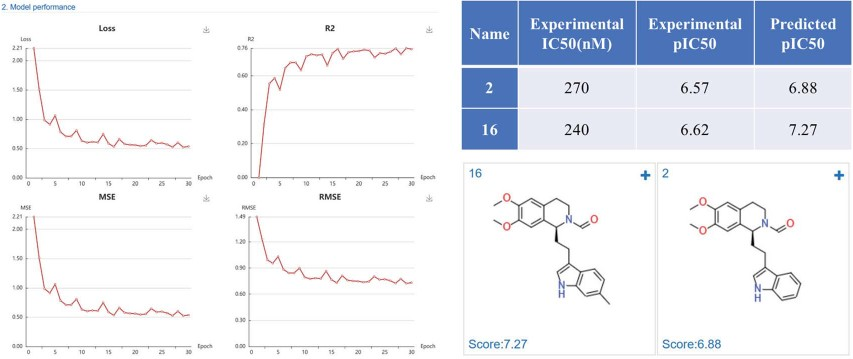 2. Model performance
Loss
Loss
2.21
2.00
1.50
1.00
0.50
0.00
0 5 10 15 20 25 30
Epoch
R2
R2
0.76
0.60
0.40
0.20
0.00
0 5 10 15 20 25 30
Epoch
MSE
MSE
2.21
2.00
1.50
1.00
0.50
0.00
0 5 10 15 20 25 30
Epoch
RMSE
RMSE
1.49
1.20
0.90
0.60
0.30
0.00
0 5 10 15 20 25 30
Epoch
Name Experimental IC50(nM) Experimental pIC50 Predicted pIC50
2 270 6.57 6.88
16 240 6.62 7.27
16 +
O
O
N
O
NH
Score:7.27
2 +
O
O
N
O
NH
Score:6.88